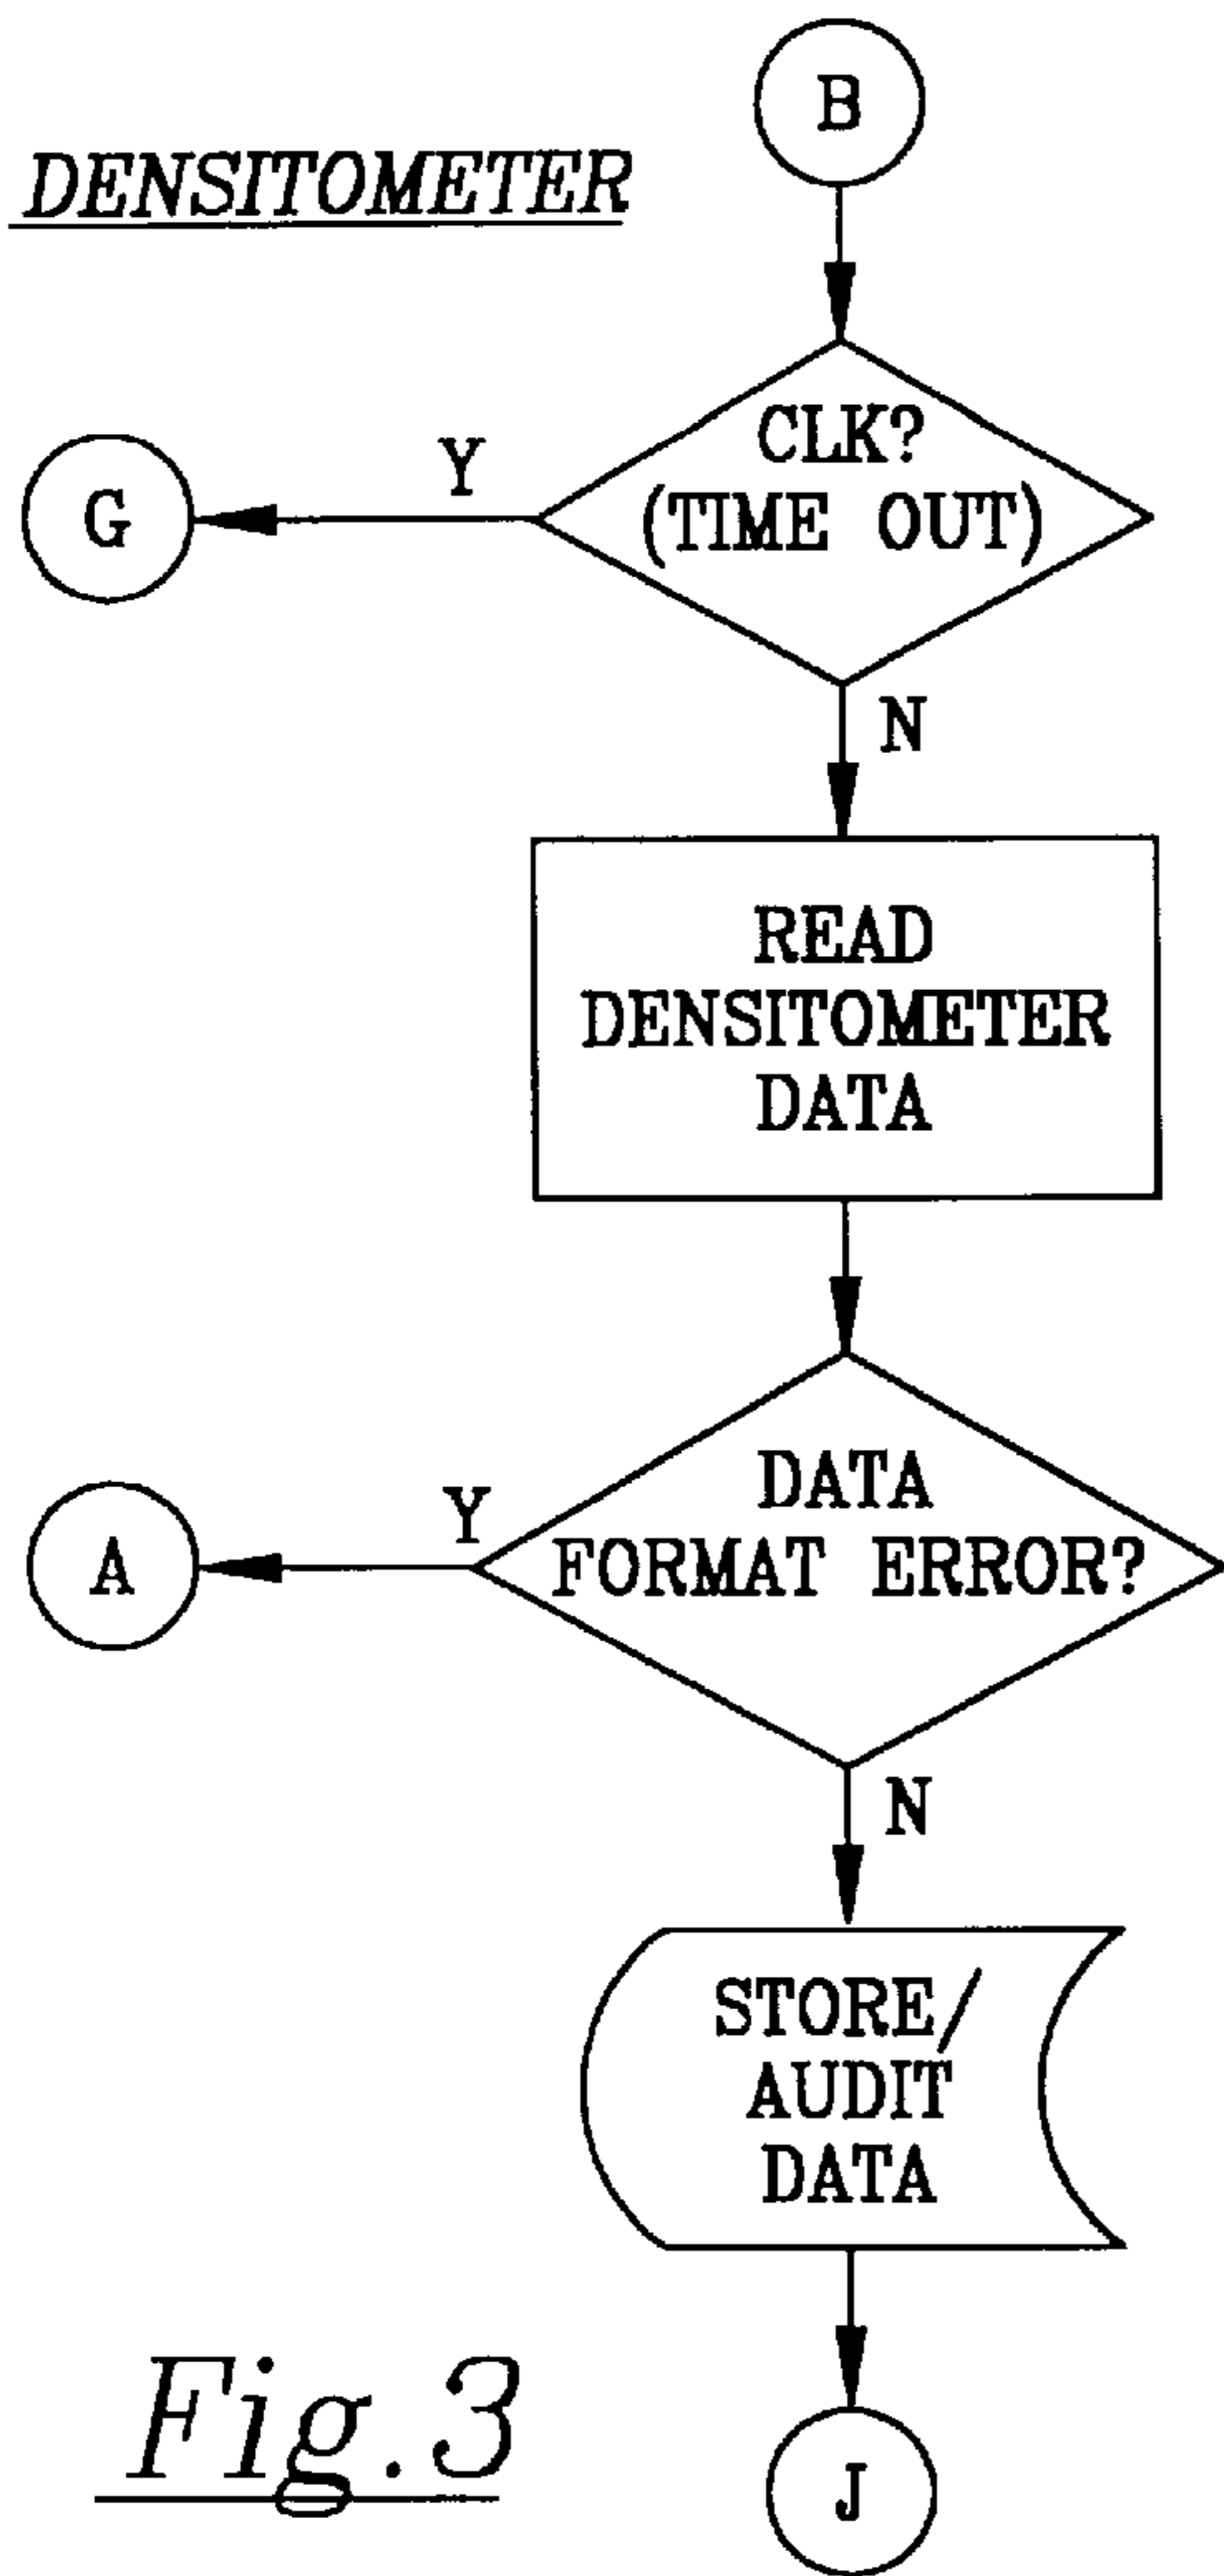 B
DENSITOMETER
CLK?
(TIME OUT)
Y
G
N
READ
DENSITOMETER
DATA
DATA
FORMAT ERROR?
Y
A
N
STORE/
AUDIT
DATA
J
Fig.3